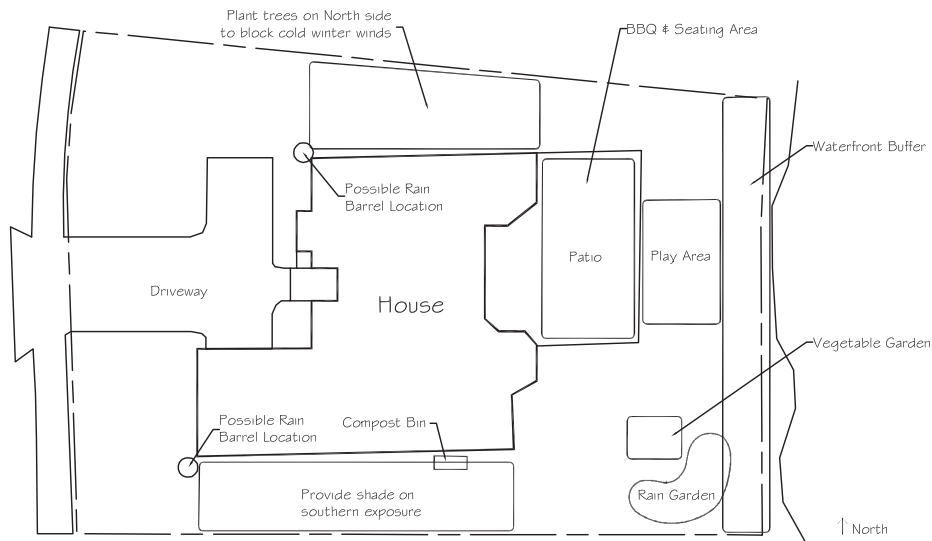 Plant trees on North side
to block cold winter winds
BBQ & Seating Area
Waterfront Buffer
Possible Rain
Barrel Location
Patio
Play Area
Driveway
House
Vegetable Garden
Possible Rain
Barrel Location
Compost Bin
Provide shade on
southern exposure
Rain Garden
North